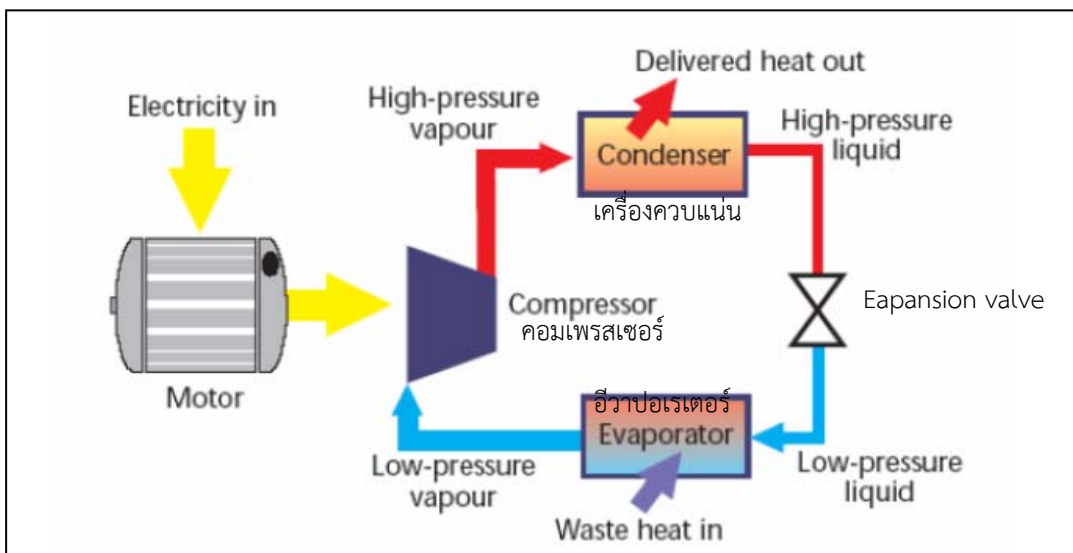 Delivered heat out
Electricity in
High-pressure
vapour
High-pressure
liquid
Condenser
เครื่องควบแน่น
Compressor
คอมเพรสเซอร์
Eapansion valve
Motor
อีวาปอเรเตอร์
Evaporator
Low-pressure
vapour
Low-pressure
liquid
Waste heat in